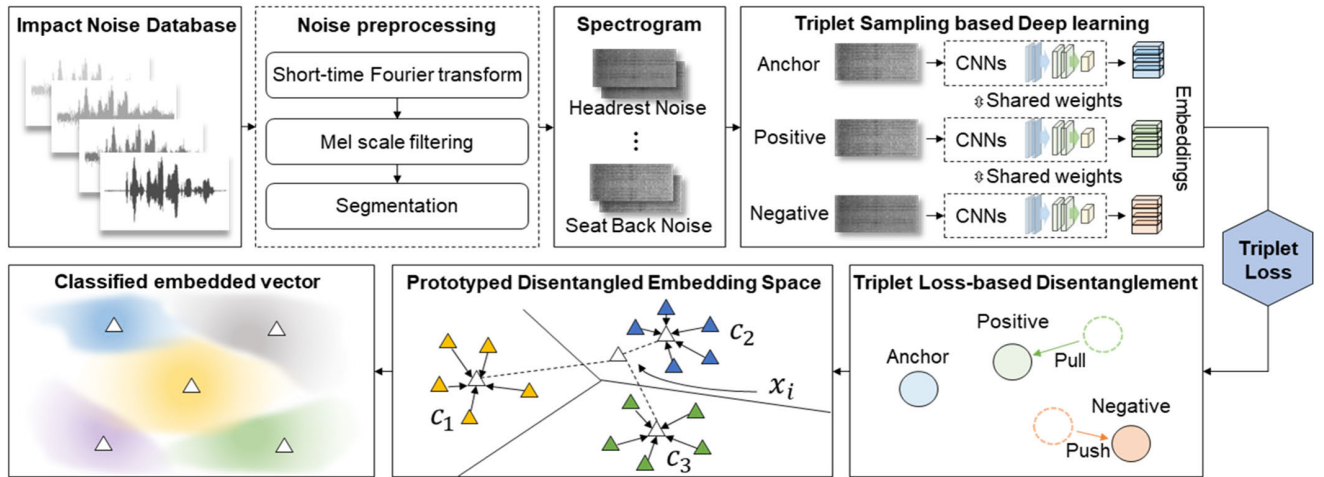 Impact Noise Database
Noise preprocessing
Short-time Fourier transform
Mel scale filtering
Segmentation
Spectrogram
Headrest Noise
⋮
Seat Back Noise
Triplet Sampling based Deep learning
Anchor
CNNs
⇳Shared weights
Positive
CNNs
⇳Shared weights
Negative
CNNs
Embeddings
Triplet
Loss
Classified embedded vector
Prototyped Disentangled Embedding Space
c₁
c₂
c₃
xᵢ
Triplet Loss-based Disentanglement
Positive
Anchor
Pull
Negative
Push